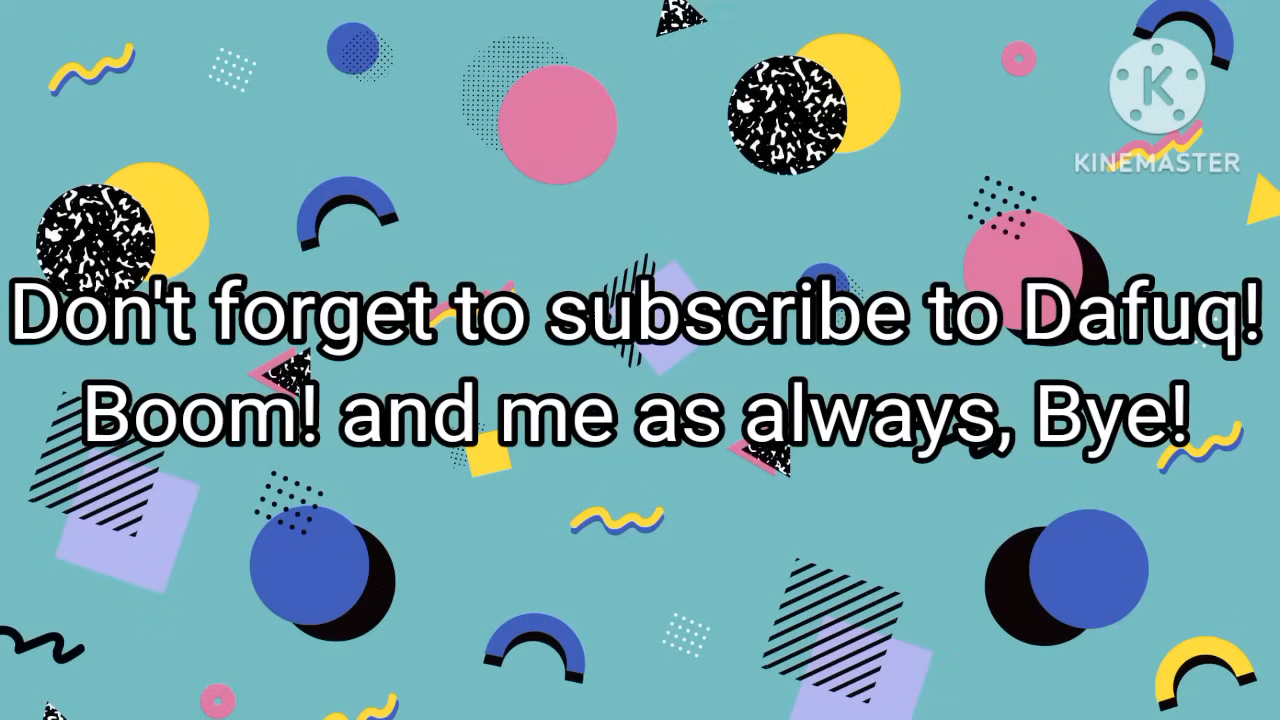 KINEMASTER
Don't forget to subscribe to Dafuq!
Boom! and me as always, Bye!